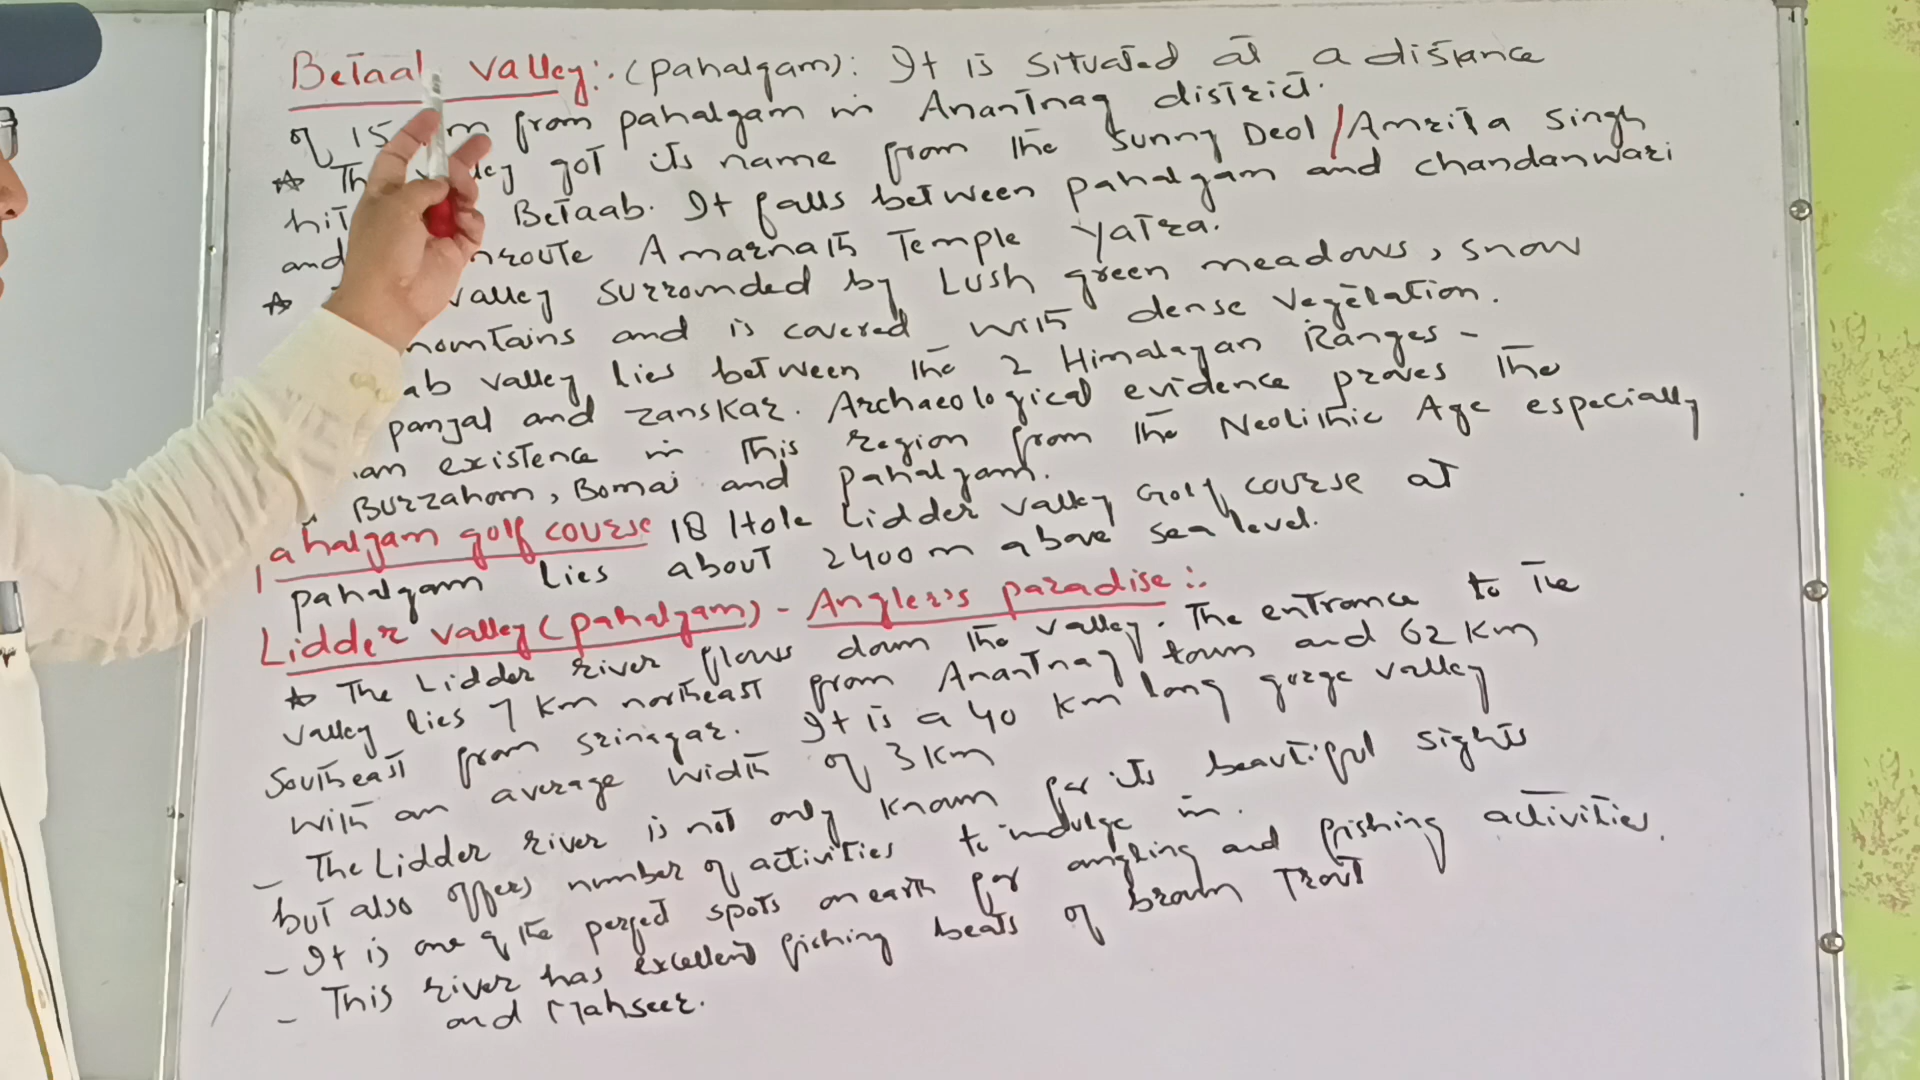 Betaab valley:- (pahalgam): It is situated at a distance
of 15 km from pahalgam in Anantnag district.
☆ The valley got its name from the Sunny Deol / Amrita Singh
hit Betaab. It falls between pahalgam and chandanwari
and enroute Amarnath Temple Yatra.
☆ valley surrounded by Lush green meadows, snow
mountains and is covered with dense vegetation.
ab valley lies between the 2 Himalayan Ranges -
panjal and zanskar. Archaeological evidence proves the
an existence in this region from the Neolithic Age especially
Burzahom, Bomai and pahalgam.
pahalgam golf course 18 Hole Lidder valley Golf course at
pahalgam lies about 2400 m above sea level.
Lidder valley (pahalgam) - Angler's paradise :-
☆ The Lidder river flows down the valley. The entrance to the
valley lies 7 km northeast from Anantnag town and 62 km
Southeast from srinagar. It is a 40 km long gorge valley
with an average width of 3 km
- The Lidder river is not only known for its beautiful sights
but also offers number of activities to indulge in.
- It is one of the perfect spots on earth for angling and fishing activities.
- This river has excellent fishing beats of brown Trout
and Mahseer.